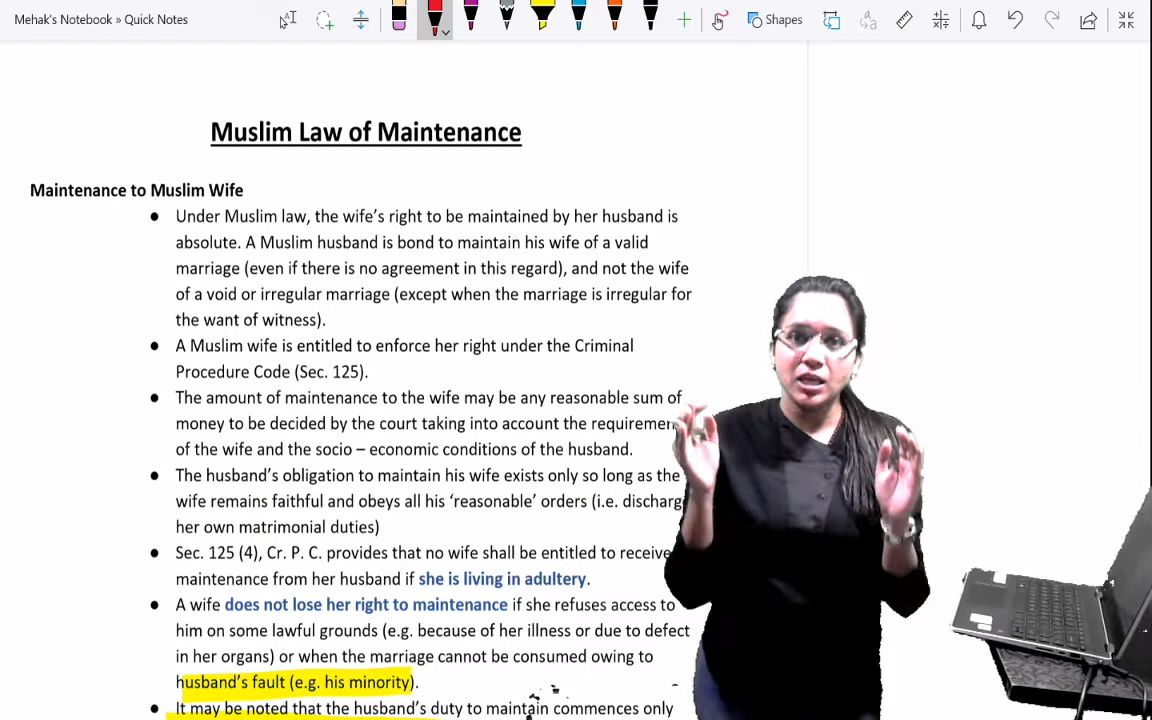 Mehak's Notebook » Quick Notes
Shapes
Muslim Law of Maintenance
Maintenance to Muslim Wife
● Under Muslim law, the wife's right to be maintained by her husband is
absolute. A Muslim husband is bond to maintain his wife of a valid
marriage (even if there is no agreement in this regard), and not the wife
of a void or irregular marriage (except when the marriage is irregular for
the want of witness).
● A Muslim wife is entitled to enforce her right under the Criminal
Procedure Code (Sec. 125).
● The amount of maintenance to the wife may be any reasonable sum of
money to be decided by the court taking into account the requiremen
of the wife and the socio – economic conditions of the husband.
● The husband's obligation to maintain his wife exists only so long as the
wife remains faithful and obeys all his 'reasonable' orders (i.e. discharg
her own matrimonial duties)
● Sec. 125 (4), Cr. P. C. provides that no wife shall be entitled to receive
maintenance from her husband if she is living in adultery.
● A wife does not lose her right to maintenance if she refuses access to
him on some lawful grounds (e.g. because of her illness or due to defect
in her organs) or when the marriage cannot be consumed owing to
husband's fault (e.g. his minority).
● It may be noted that the husband's duty to maintain commences only